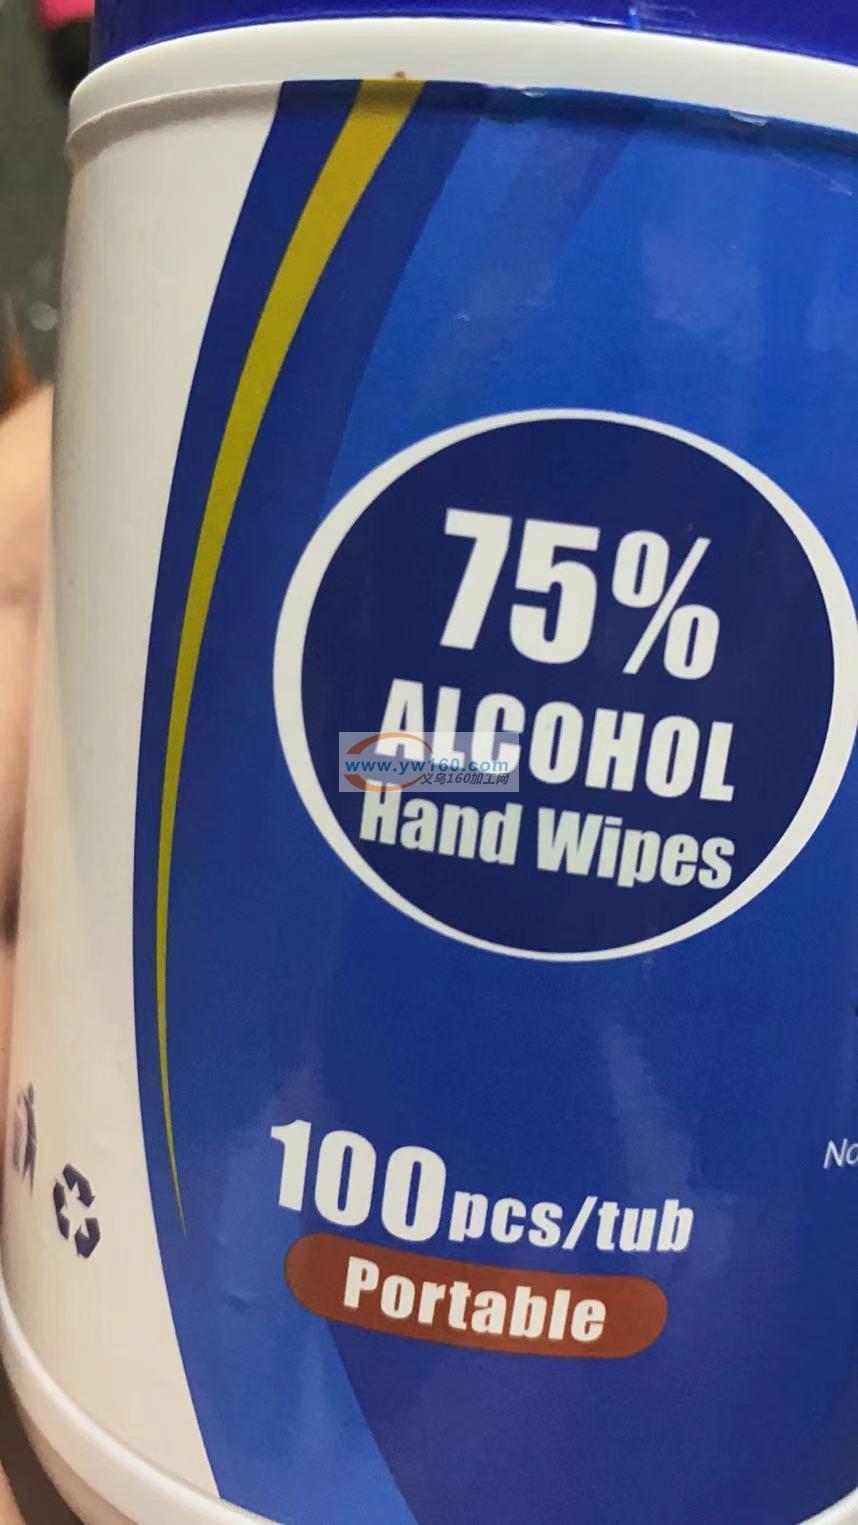 75%
ALCOHOL
www.yw160.com
义乌160加工网
Hand Wipes
100pcs/tub
Portable